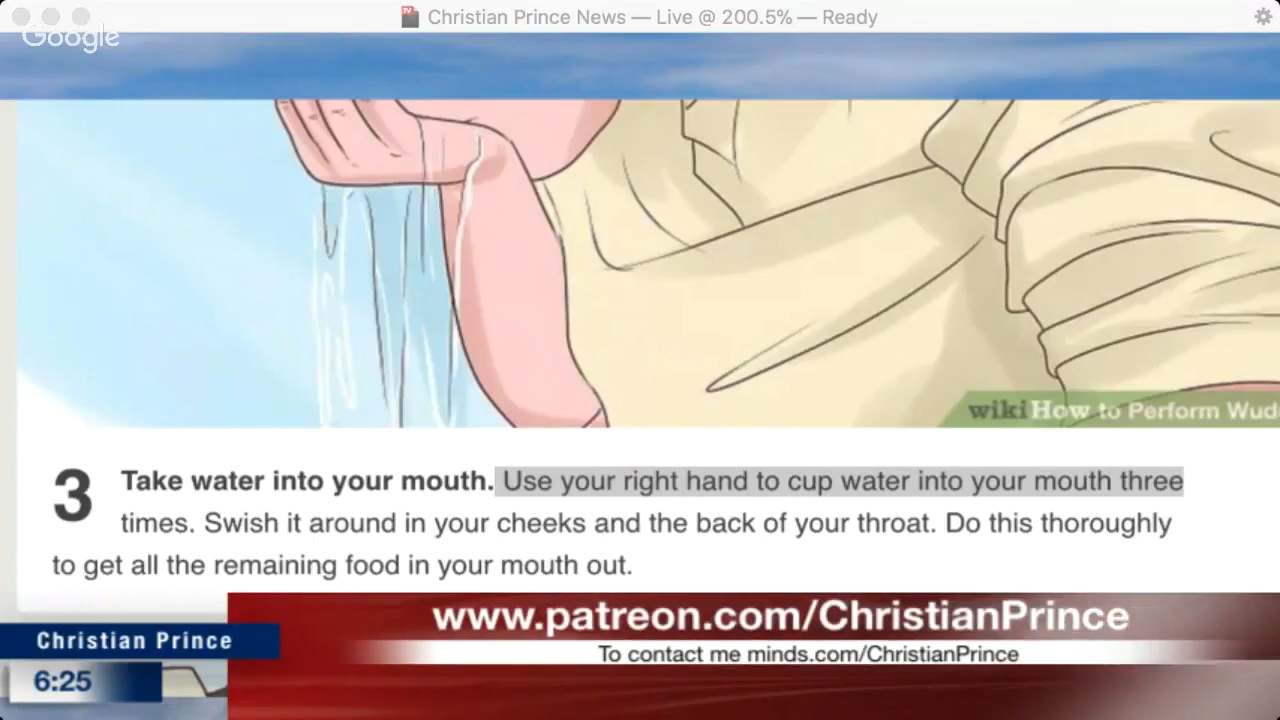 Christian Prince News — Live @ 200.5% — Ready
Google
wikiHow to Perform Wud
3
Take water into your mouth. Use your right hand to cup water into your mouth three
times. Swish it around in your cheeks and the back of your throat. Do this thoroughly
to get all the remaining food in your mouth out.
www.patreon.com/ChristianPrince
Christian Prince
To contact me minds.com/ChristianPrince
6:25